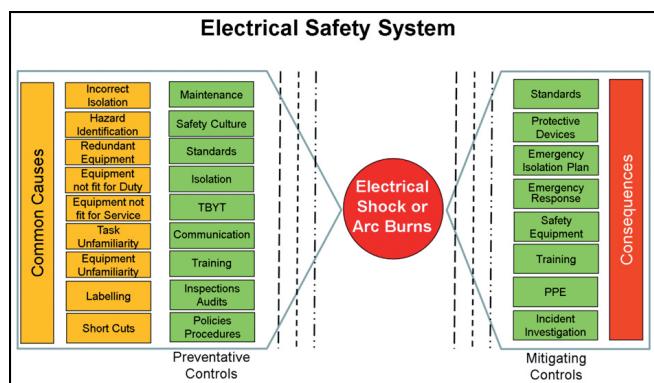 Electrical Safety System
Common Causes
Incorrect
Isolation
Hazard
Identification
Redundant
Equipment
Equipment
not fit for Duty
Equipment not
fit for Service
Task
Unfamiliarity
Equipment
Unfamiliarity
Labelling
Short Cuts
Maintenance
Safety Culture
Standards
Isolation
TBYT
Communication
Training
Inspections
Audits
Policies
Procedures
Preventative
Controls
Electrical
Shock or
Arc Burns
Standards
Protective
Devices
Emergency
Isolation Plan
Emergency
Response
Safety
Equipment
Training
PPE
Incident
Investigation
Mitigating
Controls
Consequences